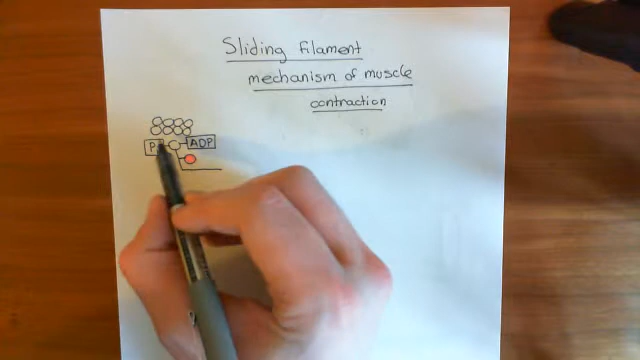 Sliding filament
mechanism of muscle
contraction
P ADP